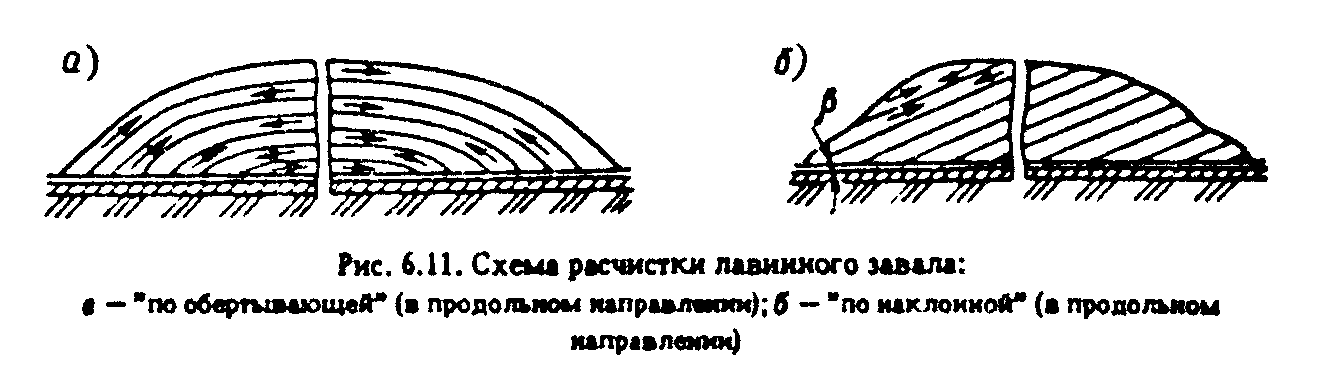 а)
б)
β
Рис. 6.11. Схема расчистки лавинного завала:
а — "по обертывающей" (в продольном направлении); б — "по наклонной" (в продольном
направлении)